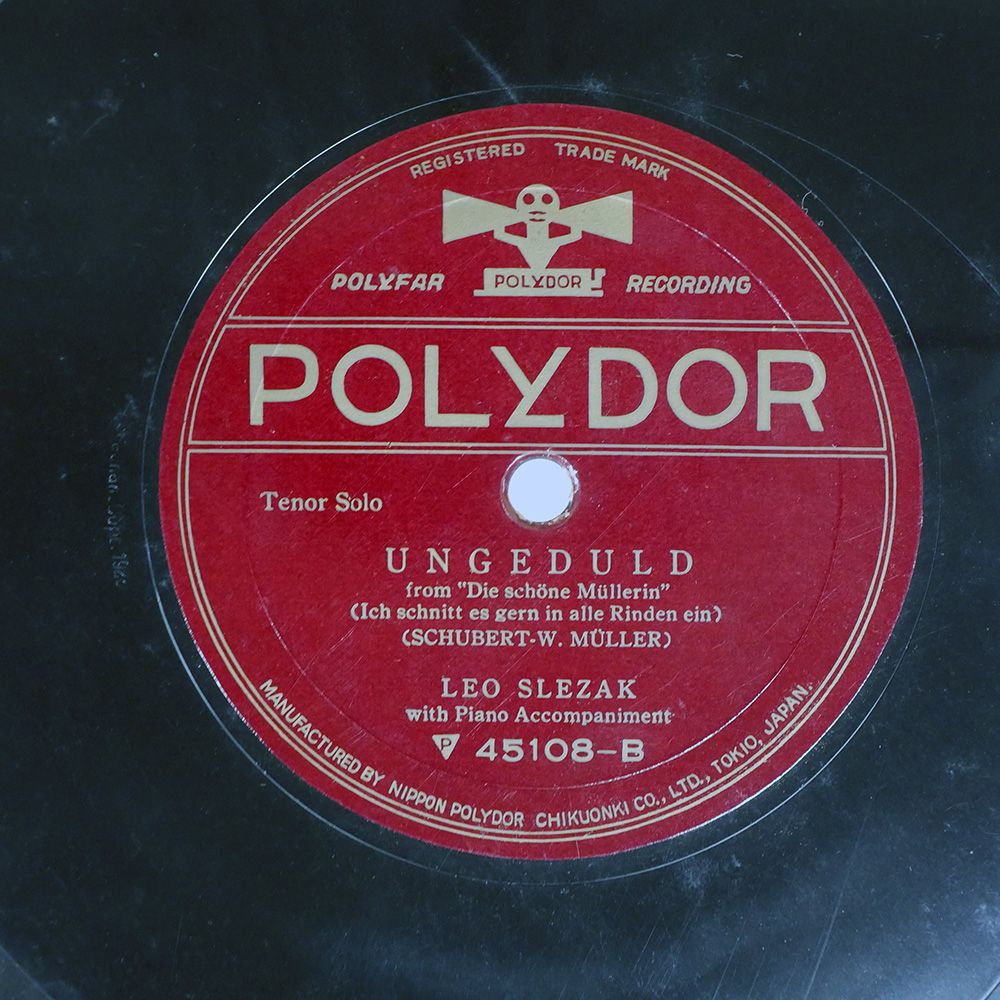 REGISTERED TRADE MARK
POLYFAR POLYDOR RECORDING
POLYDOR
Tenor Solo
UNGEDULD
from "Die schöne Müllerin"
(Ich schnitt es gern in alle Rinden ein)
(SCHUBERT-W. MÜLLER)
LEO SLEZAK
with Piano Accompaniment
P 45108-B
MANUFACTURED BY NIPPON POLYDOR CHIKUONKI CO., LTD., TOKIO, JAPAN.